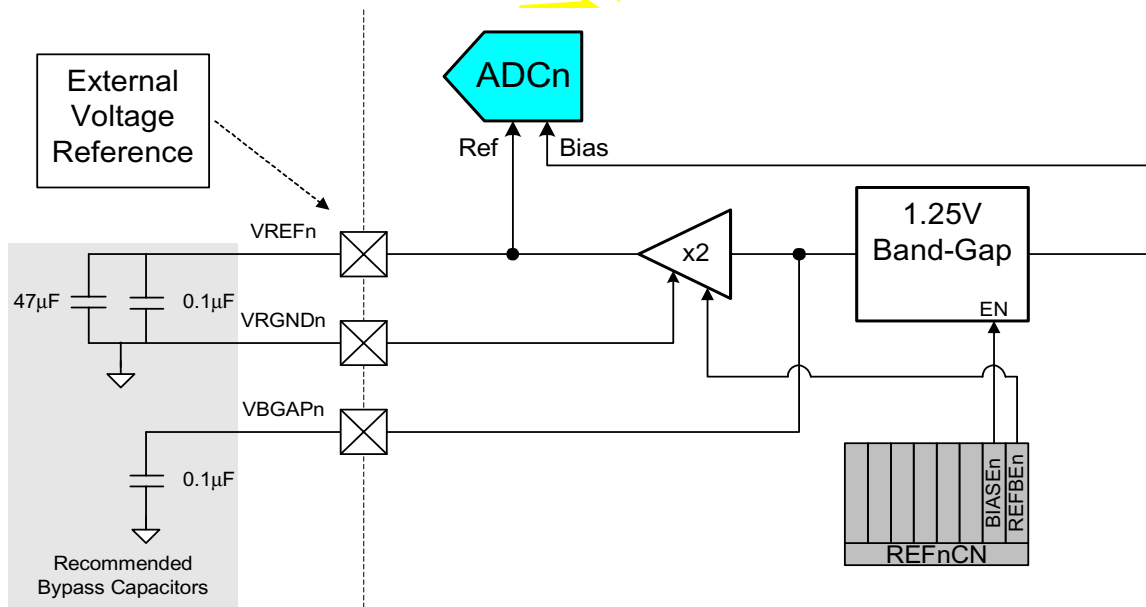 External
Voltage
Reference
ADCn
Ref
Bias
VREFn
x2
1.25V
Band-Gap
EN
47µF
0.1µF
VRGNDn
VBGAPn
0.1µF
BIASEn
REFBEn
REFnCN
Recommended
Bypass Capacitors